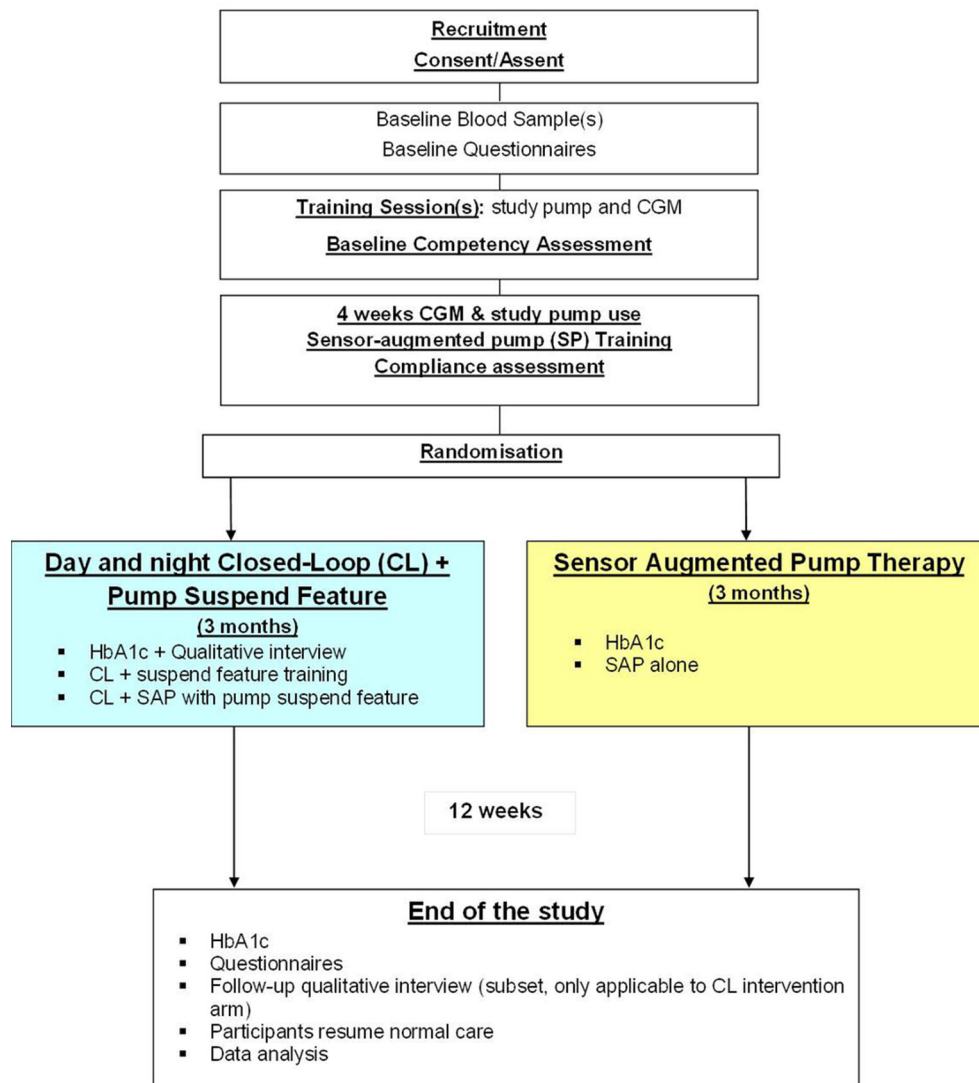 Recruitment
Consent/Assent
Baseline Blood Sample(s)
Baseline Questionnaires
Training Session(s): study pump and CGM
Baseline Competency Assessment
4 weeks CGM & study pump use
Sensor-augmented pump (SP) Training
Compliance assessment
Randomisation
Day and night Closed-Loop (CL) +
Pump Suspend Feature
(3 months)
▪ HbA1c + Qualitative interview
▪ CL + suspend feature training
▪ CL + SAP with pump suspend feature
Sensor Augmented Pump Therapy
(3 months)
▪ HbA1c
▪ SAP alone
12 weeks
End of the study
▪ HbA1c
▪ Questionnaires
▪ Follow-up qualitative interview (subset, only applicable to CL intervention
arm)
▪ Participants resume normal care
▪ Data analysis